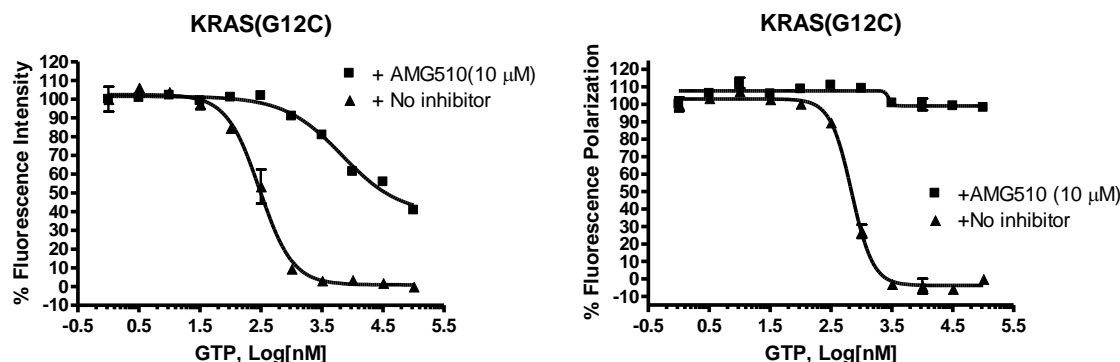 KRAS(G12C)
120
110
100
90
80
70
60
50
40
30
20
10
0
-10
% Fluorescence Intensity
+ AMG510(10 μM)
+ No inhibitor
-0.5 0.5 1.5 2.5 3.5 4.5 5.5
GTP, Log[nM]
KRAS(G12C)
120
110
100
90
80
70
60
50
40
30
20
10
0
-10
% Fluorescence Polarization
+AMG510 (10 μM)
+No inhibitor
-0.5 0.5 1.5 2.5 3.5 4.5 5.5
GTP, Log[nM]